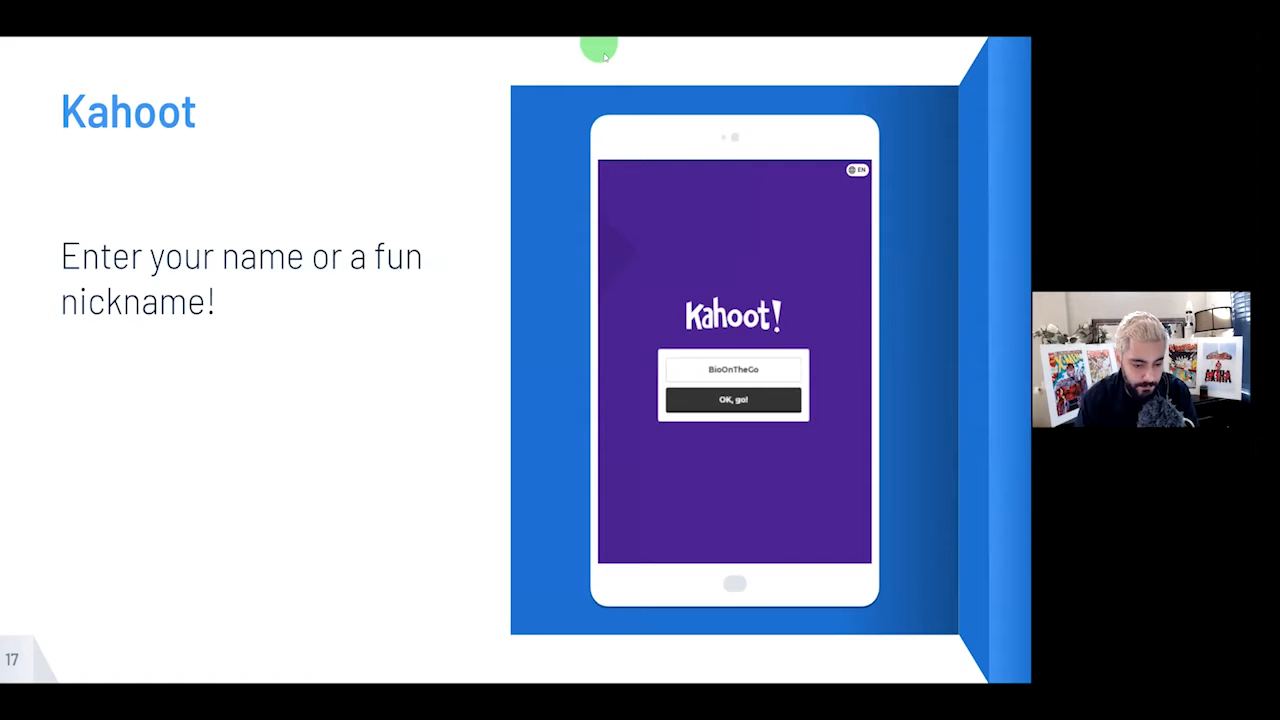 Kahoot
Enter your name or a fun
nickname!
EN
Kahoot!
BioOnTheGo
OK, go!
17